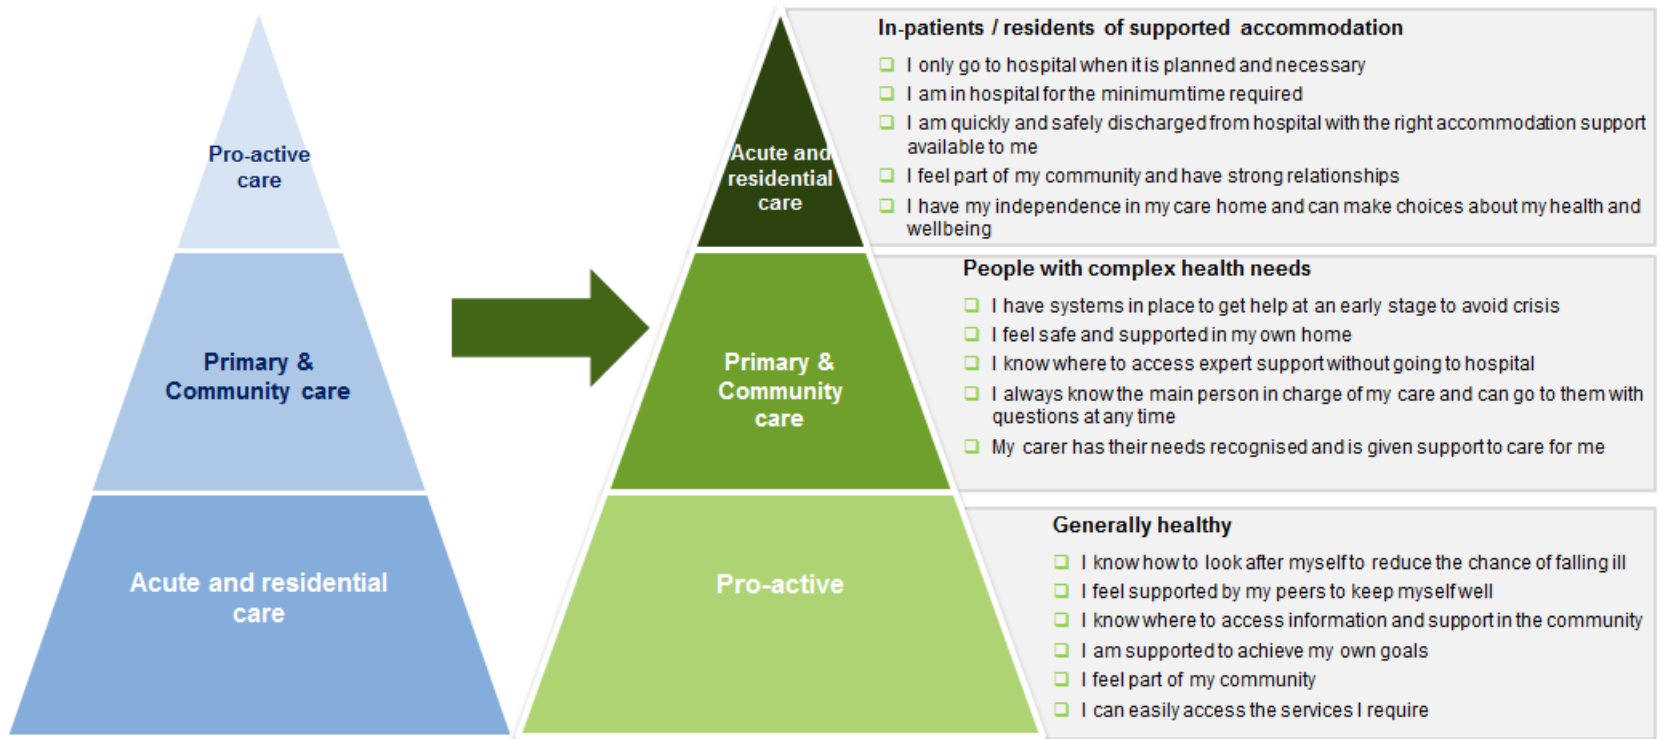 Pro-active
care
Primary &
Community care
Acute and residential
care
Acute and
residential
care
Primary &
Community
care
Pro-active
In-patients / residents of supported accommodation
I only go to hospital when it is planned and necessary
I am in hospital for the minimum time required
I am quickly and safely discharged from hospital with the right accommodation support
available to me
I feel part of my community and have strong relationships
I have my independence in my care home and can make choices about my health and
wellbeing
People with complex health needs
I have systems in place to get help at an early stage to avoid crisis
I feel safe and supported in my own home
I know where to access expert support without going to hospital
I always know the main person in charge of my care and can go to them with
questions at any time
My carer has their needs recognised and is given support to care for me
Generally healthy
I know how to look after myself to reduce the chance of falling ill
I feel supported by my peers to keep myself well
I know where to access information and support in the community
I am supported to achieve my own goals
I feel part of my community
I can easily access the services I require